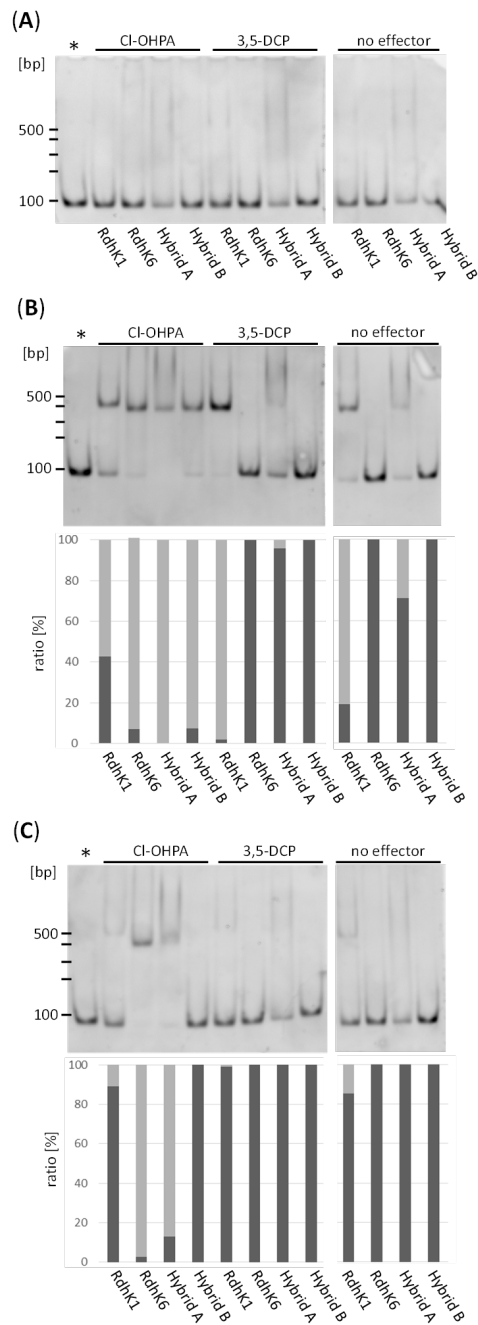 (A)
* Cl-OHPA 3,5-DCP no effector
[bp]
500
100
RdhK1 RdhK6 Hybrid A Hybrid B RdhK1 RdhK6 Hybrid A Hybrid B RdhK1 RdhK6 Hybrid A Hybrid B
(B)
* Cl-OHPA 3,5-DCP no effector
[bp]
500
100
100
80
60
40
20
0
ratio [%]
RdhK1 RdhK6 Hybrid A Hybrid B RdhK1 RdhK6 Hybrid A Hybrid B RdhK1 RdhK6 Hybrid A Hybrid B
(C)
* Cl-OHPA 3,5-DCP no effector
[bp]
500
100
100
80
60
40
20
0
ratio [%]
RdhK1 RdhK6 Hybrid A Hybrid B RdhK1 RdhK6 Hybrid A Hybrid B RdhK1 RdhK6 Hybrid A Hybrid B